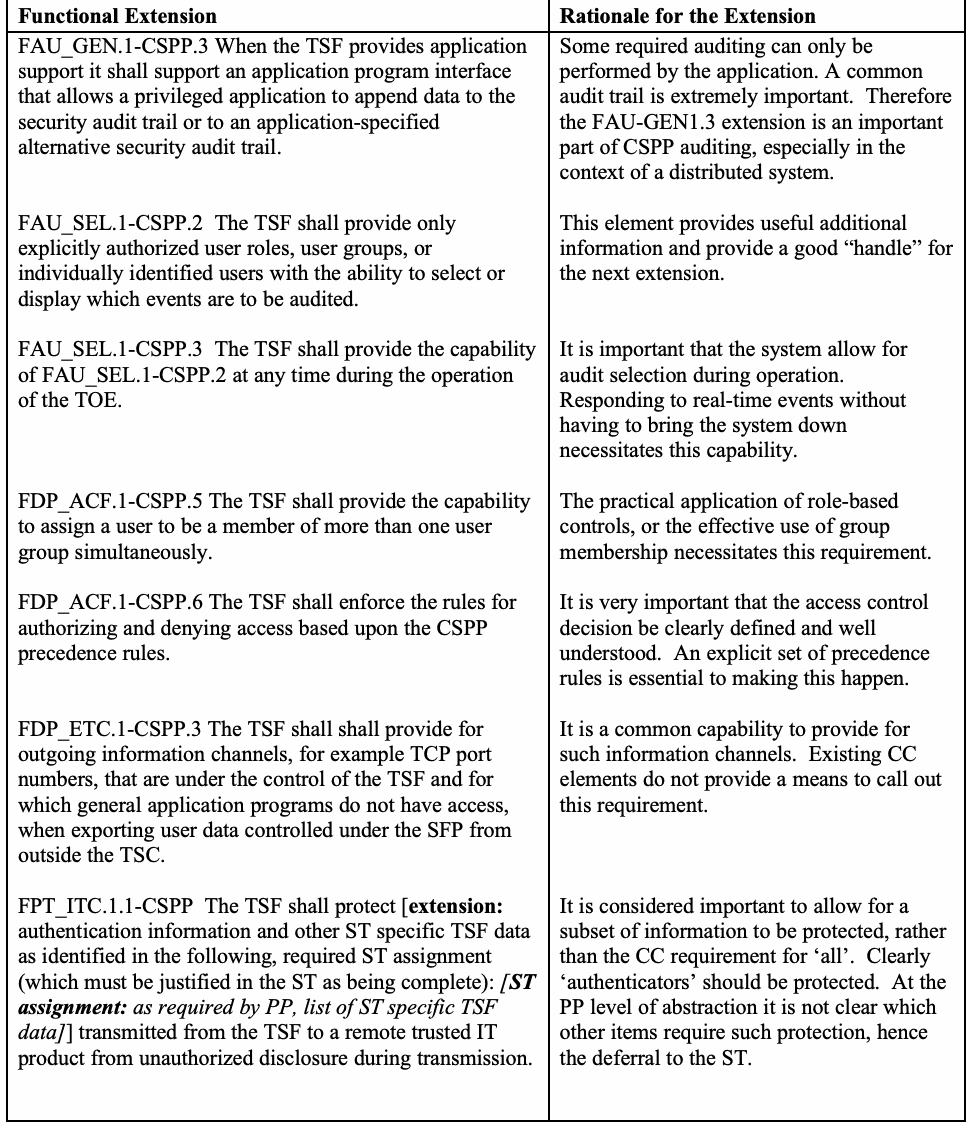 Functional Extension
Rationale for the Extension
FAU_GEN.1-CSPP.3 When the TSF provides application
support it shall support an application program interface
that allows a privileged application to append data to the
security audit trail or to an application-specified
alternative security audit trail.
Some required auditing can only be
performed by the application. A common
audit trail is extremely important.  Therefore
the FAU-GEN1.3 extension is an important
part of CSPP auditing, especially in the
context of a distributed system.
FAU_SEL.1-CSPP.2  The TSF shall provide only
explicitly authorized user roles, user groups, or
individually identified users with the ability to select or
display which events are to be audited.
This element provides useful additional
information and provide a good “handle” for
the next extension.
FAU_SEL.1-CSPP.3  The TSF shall provide the capability
of FAU_SEL.1-CSPP.2 at any time during the operation
of the TOE.
It is important that the system allow for
audit selection during operation.
Responding to real-time events without
having to bring the system down
necessitates this capability.
FDP_ACF.1-CSPP.5 The TSF shall provide the capability
to assign a user to be a member of more than one user
group simultaneously.
The practical application of role-based
controls, or the effective use of group
membership necessitates this requirement.
FDP_ACF.1-CSPP.6 The TSF shall enforce the rules for
authorizing and denying access based upon the CSPP
precedence rules.
It is very important that the access control
decision be clearly defined and well
understood.  An explicit set of precedence
rules is essential to making this happen.
FDP_ETC.1-CSPP.3 The TSF shall shall provide for
outgoing information channels, for example TCP port
numbers, that are under the control of the TSF and for
which general application programs do not have access,
when exporting user data controlled under the SFP from
outside the TSC.
It is a common capability to provide for
such information channels.  Existing CC
elements do not provide a means to call out
this requirement.
FPT_ITC.1.1-CSPP  The TSF shall protect [extension:
authentication information and other ST specific TSF data
as identified in the following, required ST assignment
(which must be justified in the ST as being complete): [ST
assignment: as required by PP, list of ST specific TSF
data]] transmitted from the TSF to a remote trusted IT
product from unauthorized disclosure during transmission.
It is considered important to allow for a
subset of information to be protected, rather
than the CC requirement for ‘all’.  Clearly
‘authenticators’ should be protected.  At the
PP level of abstraction it is not clear which
other items require such protection, hence
the deferral to the ST.